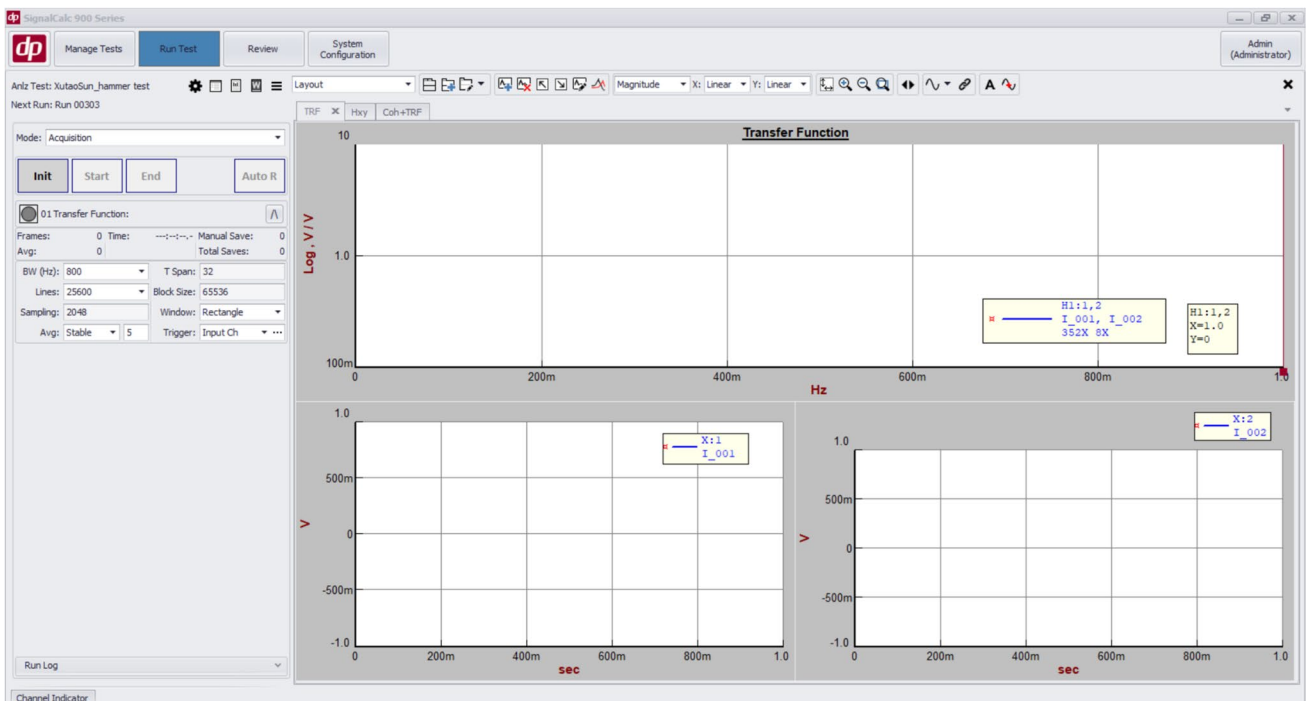 dp SignalCalc 900 Series
dp Manage Tests Run Test Review System Configuration Admin (Administrator)
Anlz Test: XutaoSun_hammer test
Layout Magnitude X: Linear Y: Linear A
Next Run: Run 00303
TRF Hxy Coh+TRF
Mode: Acquisition
Init Start End Auto R
01 Transfer Function:
Frames: 0 Time: ---:--:--.- Manual Save: 0
Avg: 0 Total Saves: 0
BW (Hz): 800 T Span: 32
Lines: 25600 Block Size: 65536
Sampling: 2048 Window: Rectangle
Avg: Stable 5 Trigger: Input Ch ...
Run Log
Channel Indicator
Transfer Function
10
1.0
100m
Log , V / V
H1:1,2
I_001, I_002
352X 8X
H1:1,2
X=1.0
Y=0
0 200m 400m 600m 800m 1.0
Hz
1.0
500m
0
-500m
-1.0
V
X:1
I_001
0 200m 400m 600m 800m 1.0
sec
1.0
500m
0
-500m
-1.0
V
X:2
I_002
0 200m 400m 600m 800m 1.0
sec